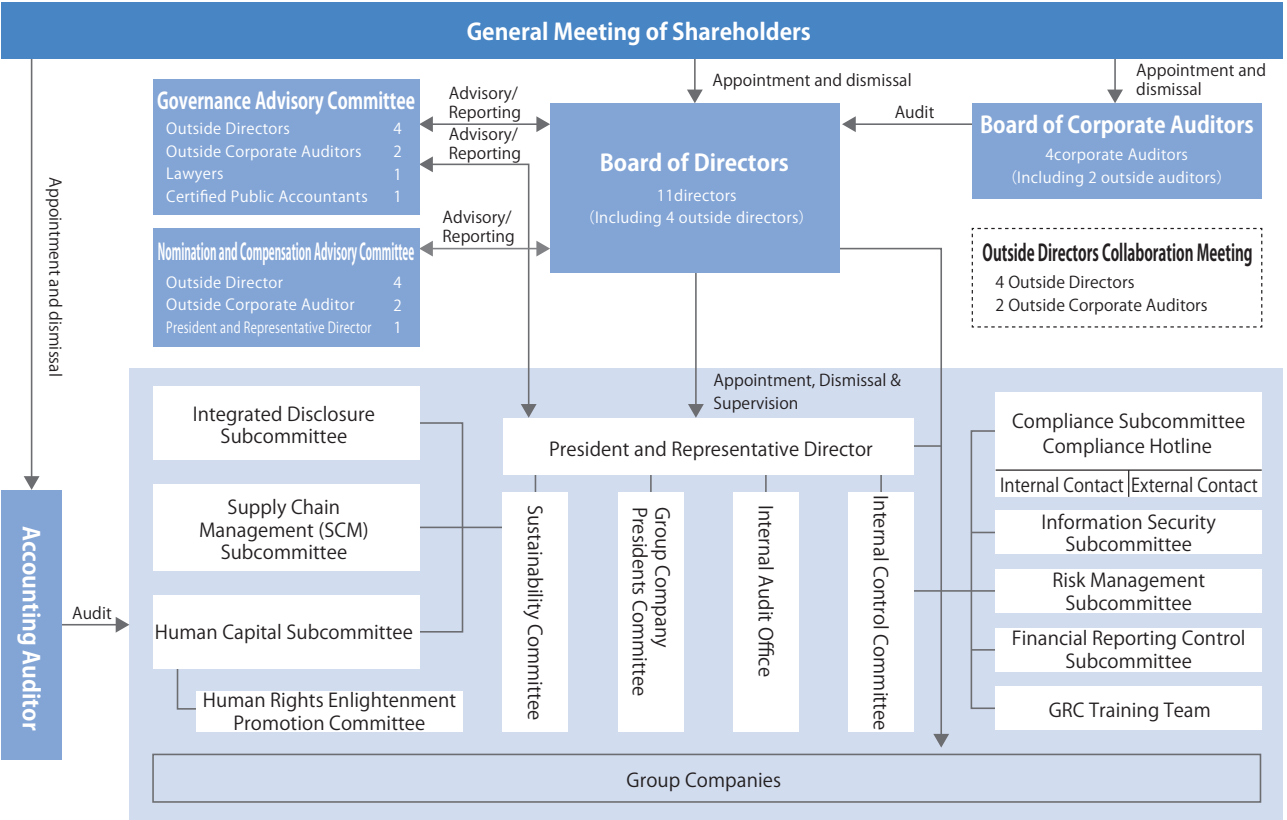 General Meeting of Shareholders
Appointment and dismissal
Appointment and
dismissal
Appointment and dismissal
Governance Advisory Committee
Outside Directors 4
Outside Corporate Auditors 2
Lawyers 1
Certified Public Accountants 1
Advisory/
Reporting
Advisory/
Reporting
Board of Directors
11directors
(Including 4 outside directors)
Audit
Board of Corporate Auditors
4corporate Auditors
(Including 2 outside auditors)
Nomination and Compensation Advisory Committee
Outside Director 4
Outside Corporate Auditor 2
President and Representative Director 1
Advisory/
Reporting
Outside Directors Collaboration Meeting
4 Outside Directors
2 Outside Corporate Auditors
Appointment, Dismissal &
Supervision
Accounting Auditor
Audit
Integrated Disclosure
Subcommittee
Supply Chain
Management (SCM)
Subcommittee
Human Capital Subcommittee
Human Rights Enlightenment
Promotion Committee
President and Representative Director
Sustainability Committee
Group Company
Presidents Committee
Internal Audit Office
Internal Control Committee
Compliance Subcommittee
Compliance Hotline
Internal Contact External Contact
Information Security
Subcommittee
Risk Management
Subcommittee
Financial Reporting Control
Subcommittee
GRC Training Team
Group Companies